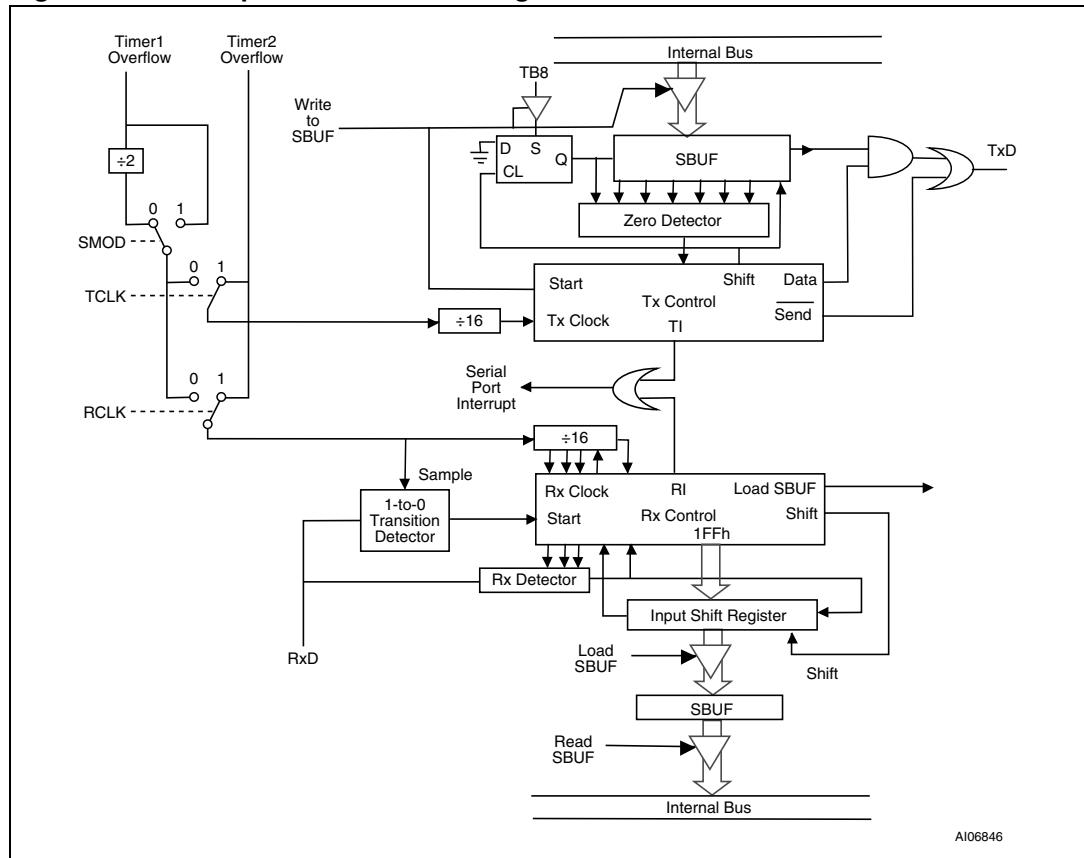 Timer1
Overflow
Timer2
Overflow
Internal Bus
TB8
Write
to
SBUF
D S
Q
CL
SBUF
TxD
÷2
Zero Detector
0 1
SMOD
0 1
TCLK
Start
Shift
Data
Tx Control
Send
÷16
Tx Clock
TI
Serial
Port
Interrupt
0 1
RCLK
÷16
Sample
Rx Clock
RI
Load SBUF
1-to-0
Transition
Detector
Start
Rx Control
Shift
1FFh
Rx Detector
Input Shift Register
RxD
Load
SBUF
Shift
SBUF
Read
SBUF
Internal Bus
AI06846